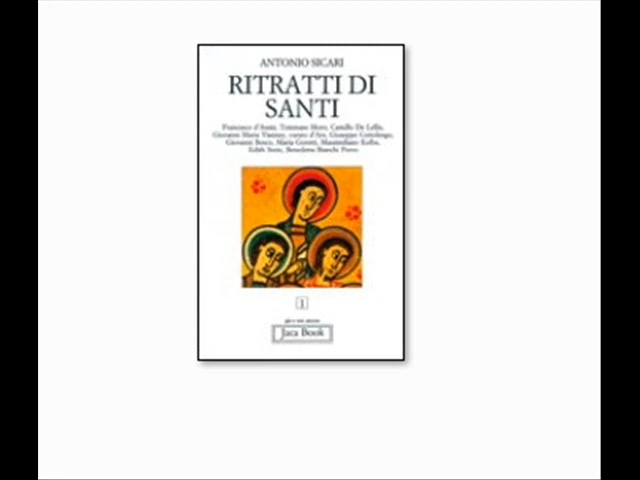 ANTONIO SICARI
RITRATTI DI
SANTI
Francesco d'Assisi, Tommaso Moro, Camillo De Lellis,
Giovanni Maria Vianney, curato d'Ars, Giuseppe Cottolengo,
Giovanni Bosco, Maria Goretti, Massimiliano Kolbe,
Edith Stein, Benedetta Bianchi Porro
1
Jaca Book